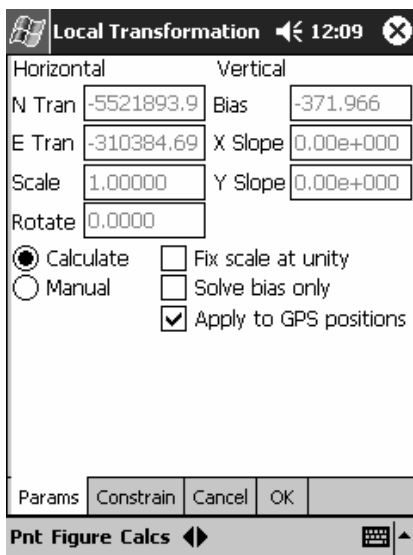 Local Transformation 12:09
Horizontal Vertical
N Tran -5521893.9 Bias -371.966
E Tran -310384.69 X Slope 0.00e+000
Scale 1.00000 Y Slope 0.00e+000
Rotate 0.0000
Calculate Fix scale at unity
Manual Solve bias only
Apply to GPS positions
Params Constrain Cancel OK
Pnt Figure Calcs